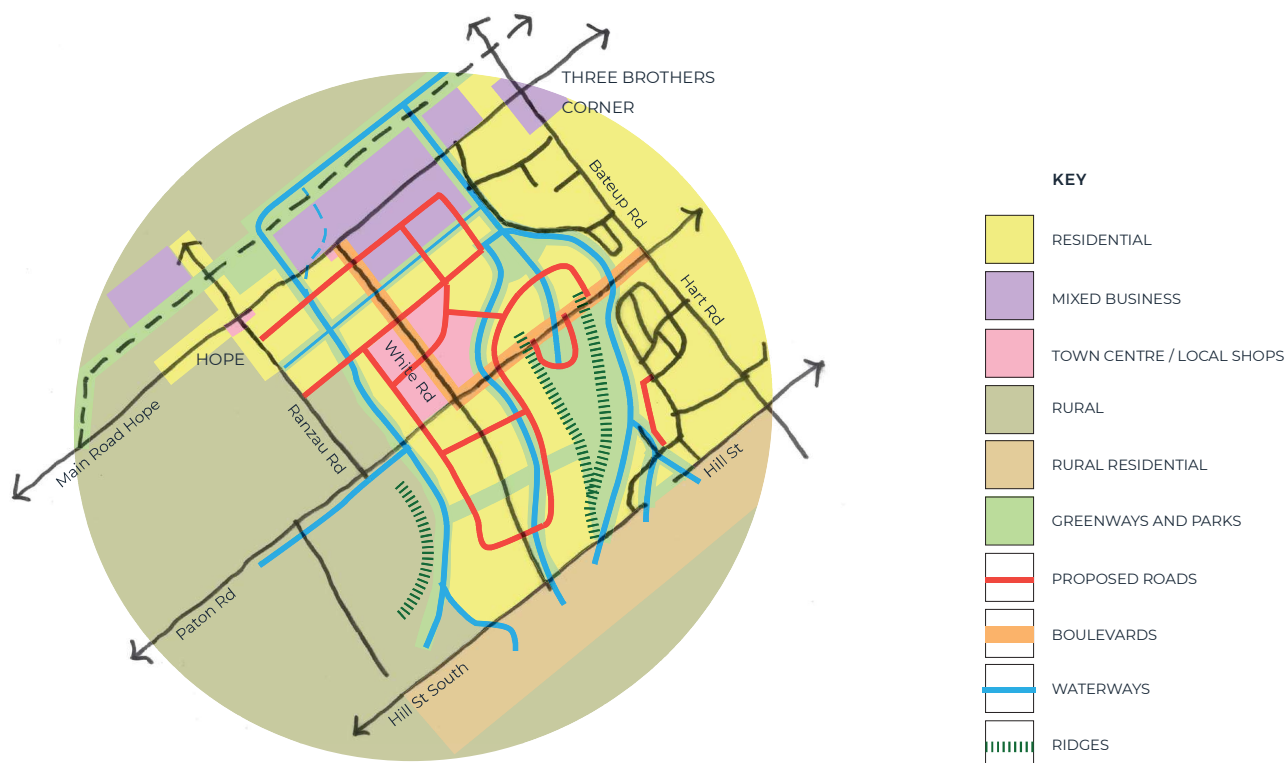 THREE BROTHERS
CORNER
Bateup Rd
Hart Rd
HOPE
White Rd
Ranzau Rd
Main Road Hope
Hill St
Paton Rd
Hill St South
KEY
RESIDENTIAL
MIXED BUSINESS
TOWN CENTRE / LOCAL SHOPS
RURAL
RURAL RESIDENTIAL
GREENWAYS AND PARKS
PROPOSED ROADS
BOULEVARDS
WATERWAYS
RIDGES